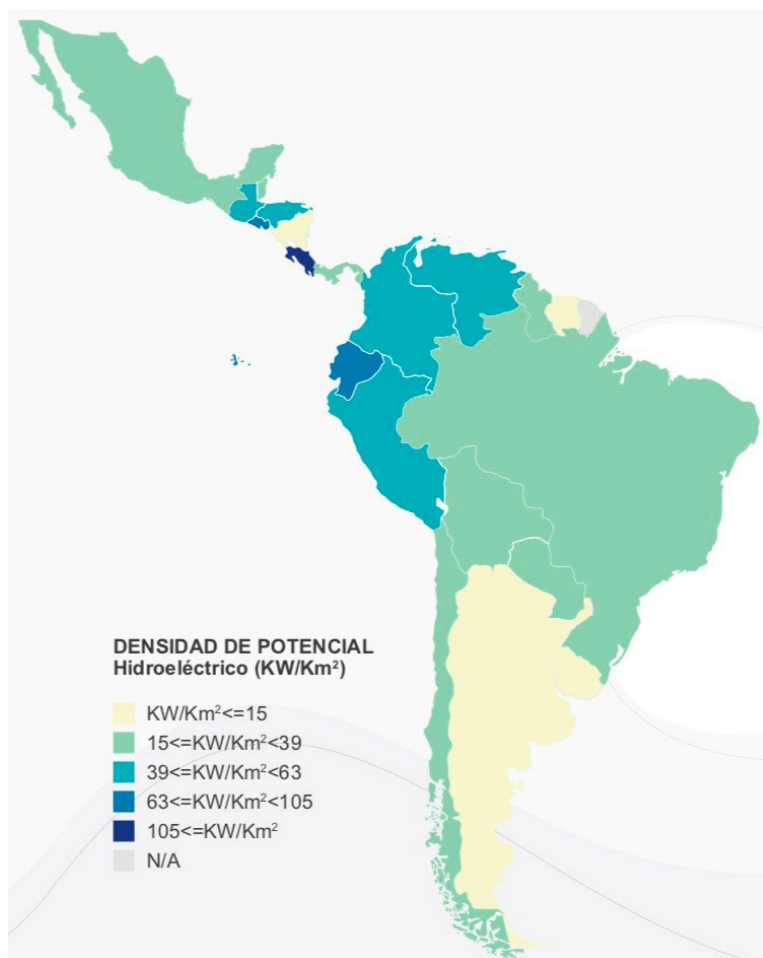 DENSIDAD DE POTENCIAL
Hidroeléctrico (KW/Km²)
KW/Km²<=15
15<=KW/Km²<39
39<=KW/Km²<63
63<=KW/Km²<105
105<=KW/Km²
N/A